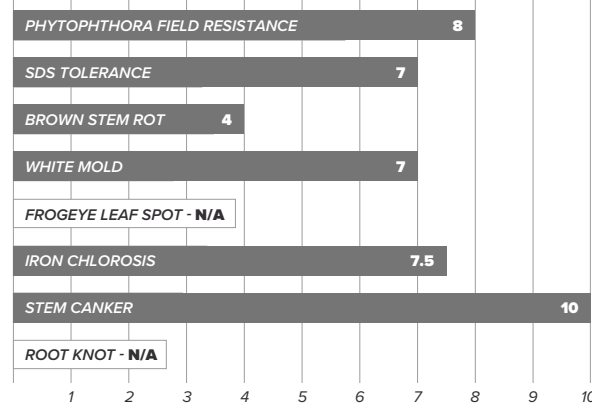 PHYTOPHTHORA FIELD RESISTANCE 8
SDS TOLERANCE 7
BROWN STEM ROT 4
WHITE MOLD 7
FROGEYE LEAF SPOT - N/A
IRON CHLOROSIS 7.5
STEM CANKER 10
ROOT KNOT - N/A
1 2 3 4 5 6 7 8 9 10